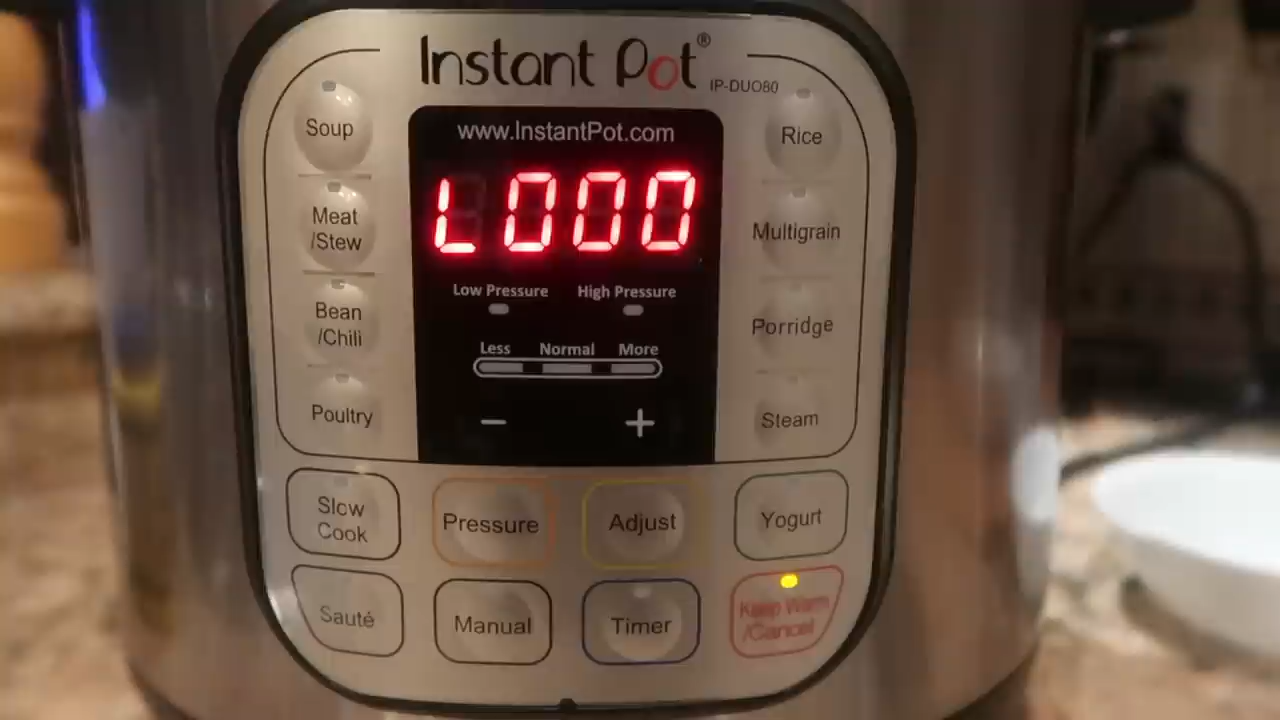 Instant Pot®
IP-DUO80
www.InstantPot.com
L000
Low Pressure High Pressure
Less Normal More
− +
Soup
Meat
/Stew
Bean
/Chili
Poultry
Rice
Multigrain
Porridge
Steam
Slow
Cook
Pressure
Adjust
Yogurt
Sauté
Manual
Timer
Keep Warm
/Cancel